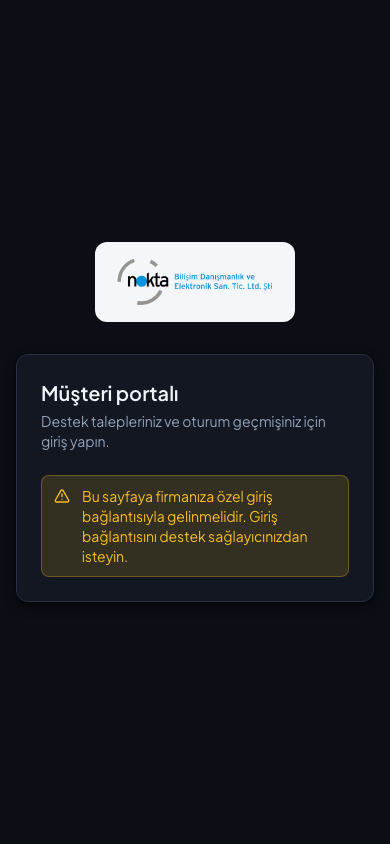 nokta
Bilişim Danışmanlık ve
Elektronik San. Tic. Ltd. Şti
Müşteri portalı
Destek talepleriniz ve oturum geçmişiniz için
giriş yapın.
Bu sayfaya firmanıza özel giriş
bağlantısıyla gelinmelidir. Giriş
bağlantısını destek sağlayıcınızdan
isteyin.